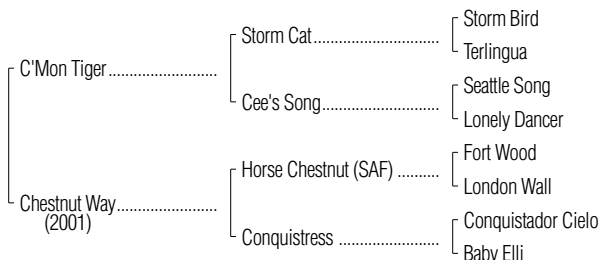 Storm Bird
Storm Cat
Terlingua
C'Mon Tiger
Seattle Song
Cee's Song
Lonely Dancer
Fort Wood
Horse Chestnut (SAF)
London Wall
Chestnut Way
(2001)
Conquistador Cielo
Conquistress
Baby Elli